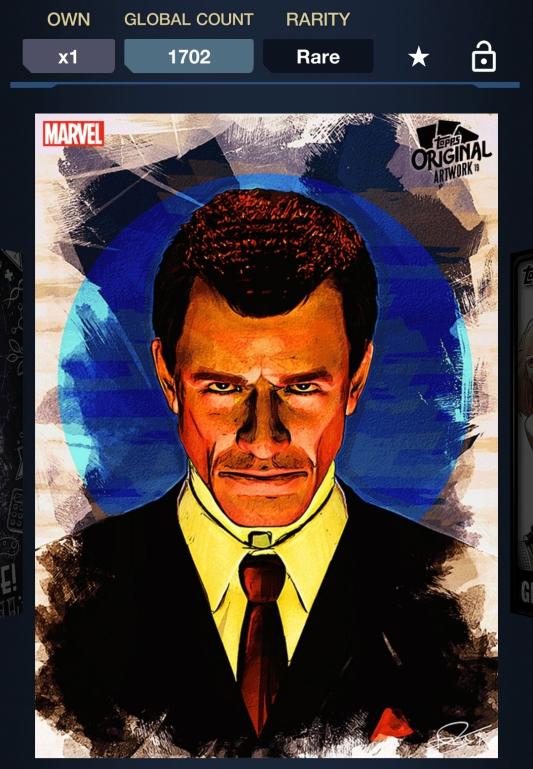 OWN GLOBAL COUNT RARITY
x1 1702 Rare
MARVEL
Topps
ORIGINAL
ARTWORK
E!